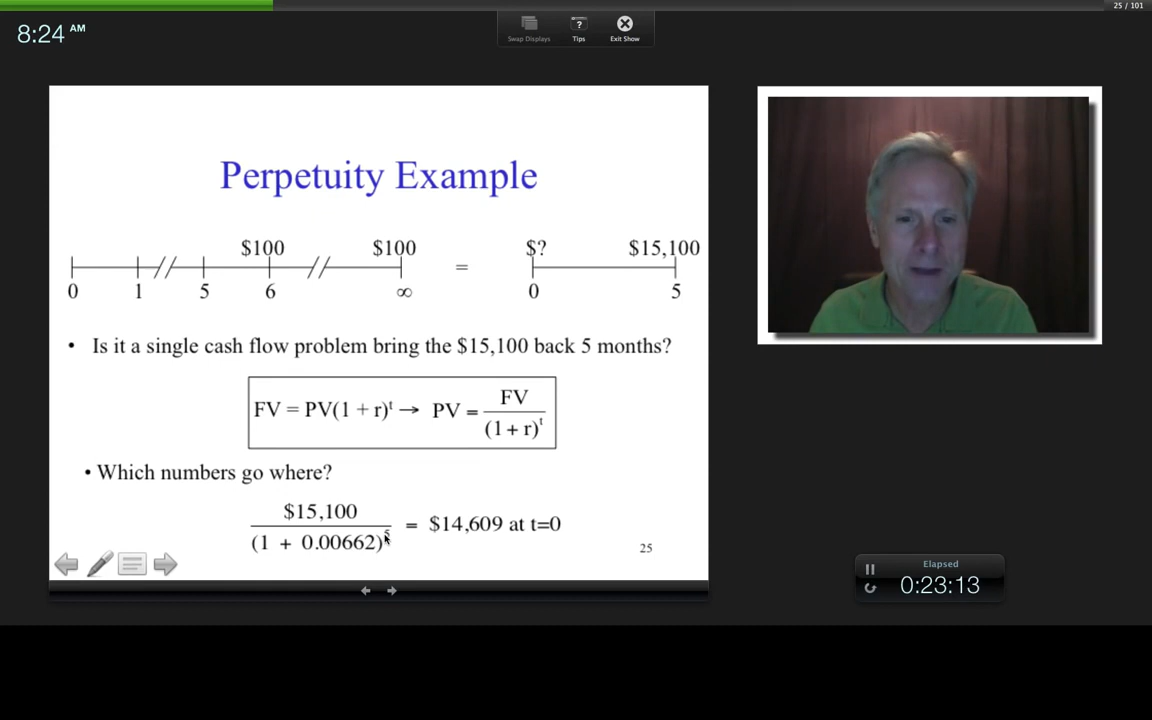 25 / 101
8:24 AM
Swap Displays
? Tips
Exit Show
Perpetuity Example
$100 $100 $? $15,100
=
0 1 5 6 ∞ 0 5
• Is it a single cash flow problem bring the $15,100 back 5 months?
FV = PV(1 + r)^t → PV = FV / (1 + r)^t
• Which numbers go where?
$15,100 / (1 + 0.00662)^5 = $14,609 at t=0
25
Elapsed
0:23:13